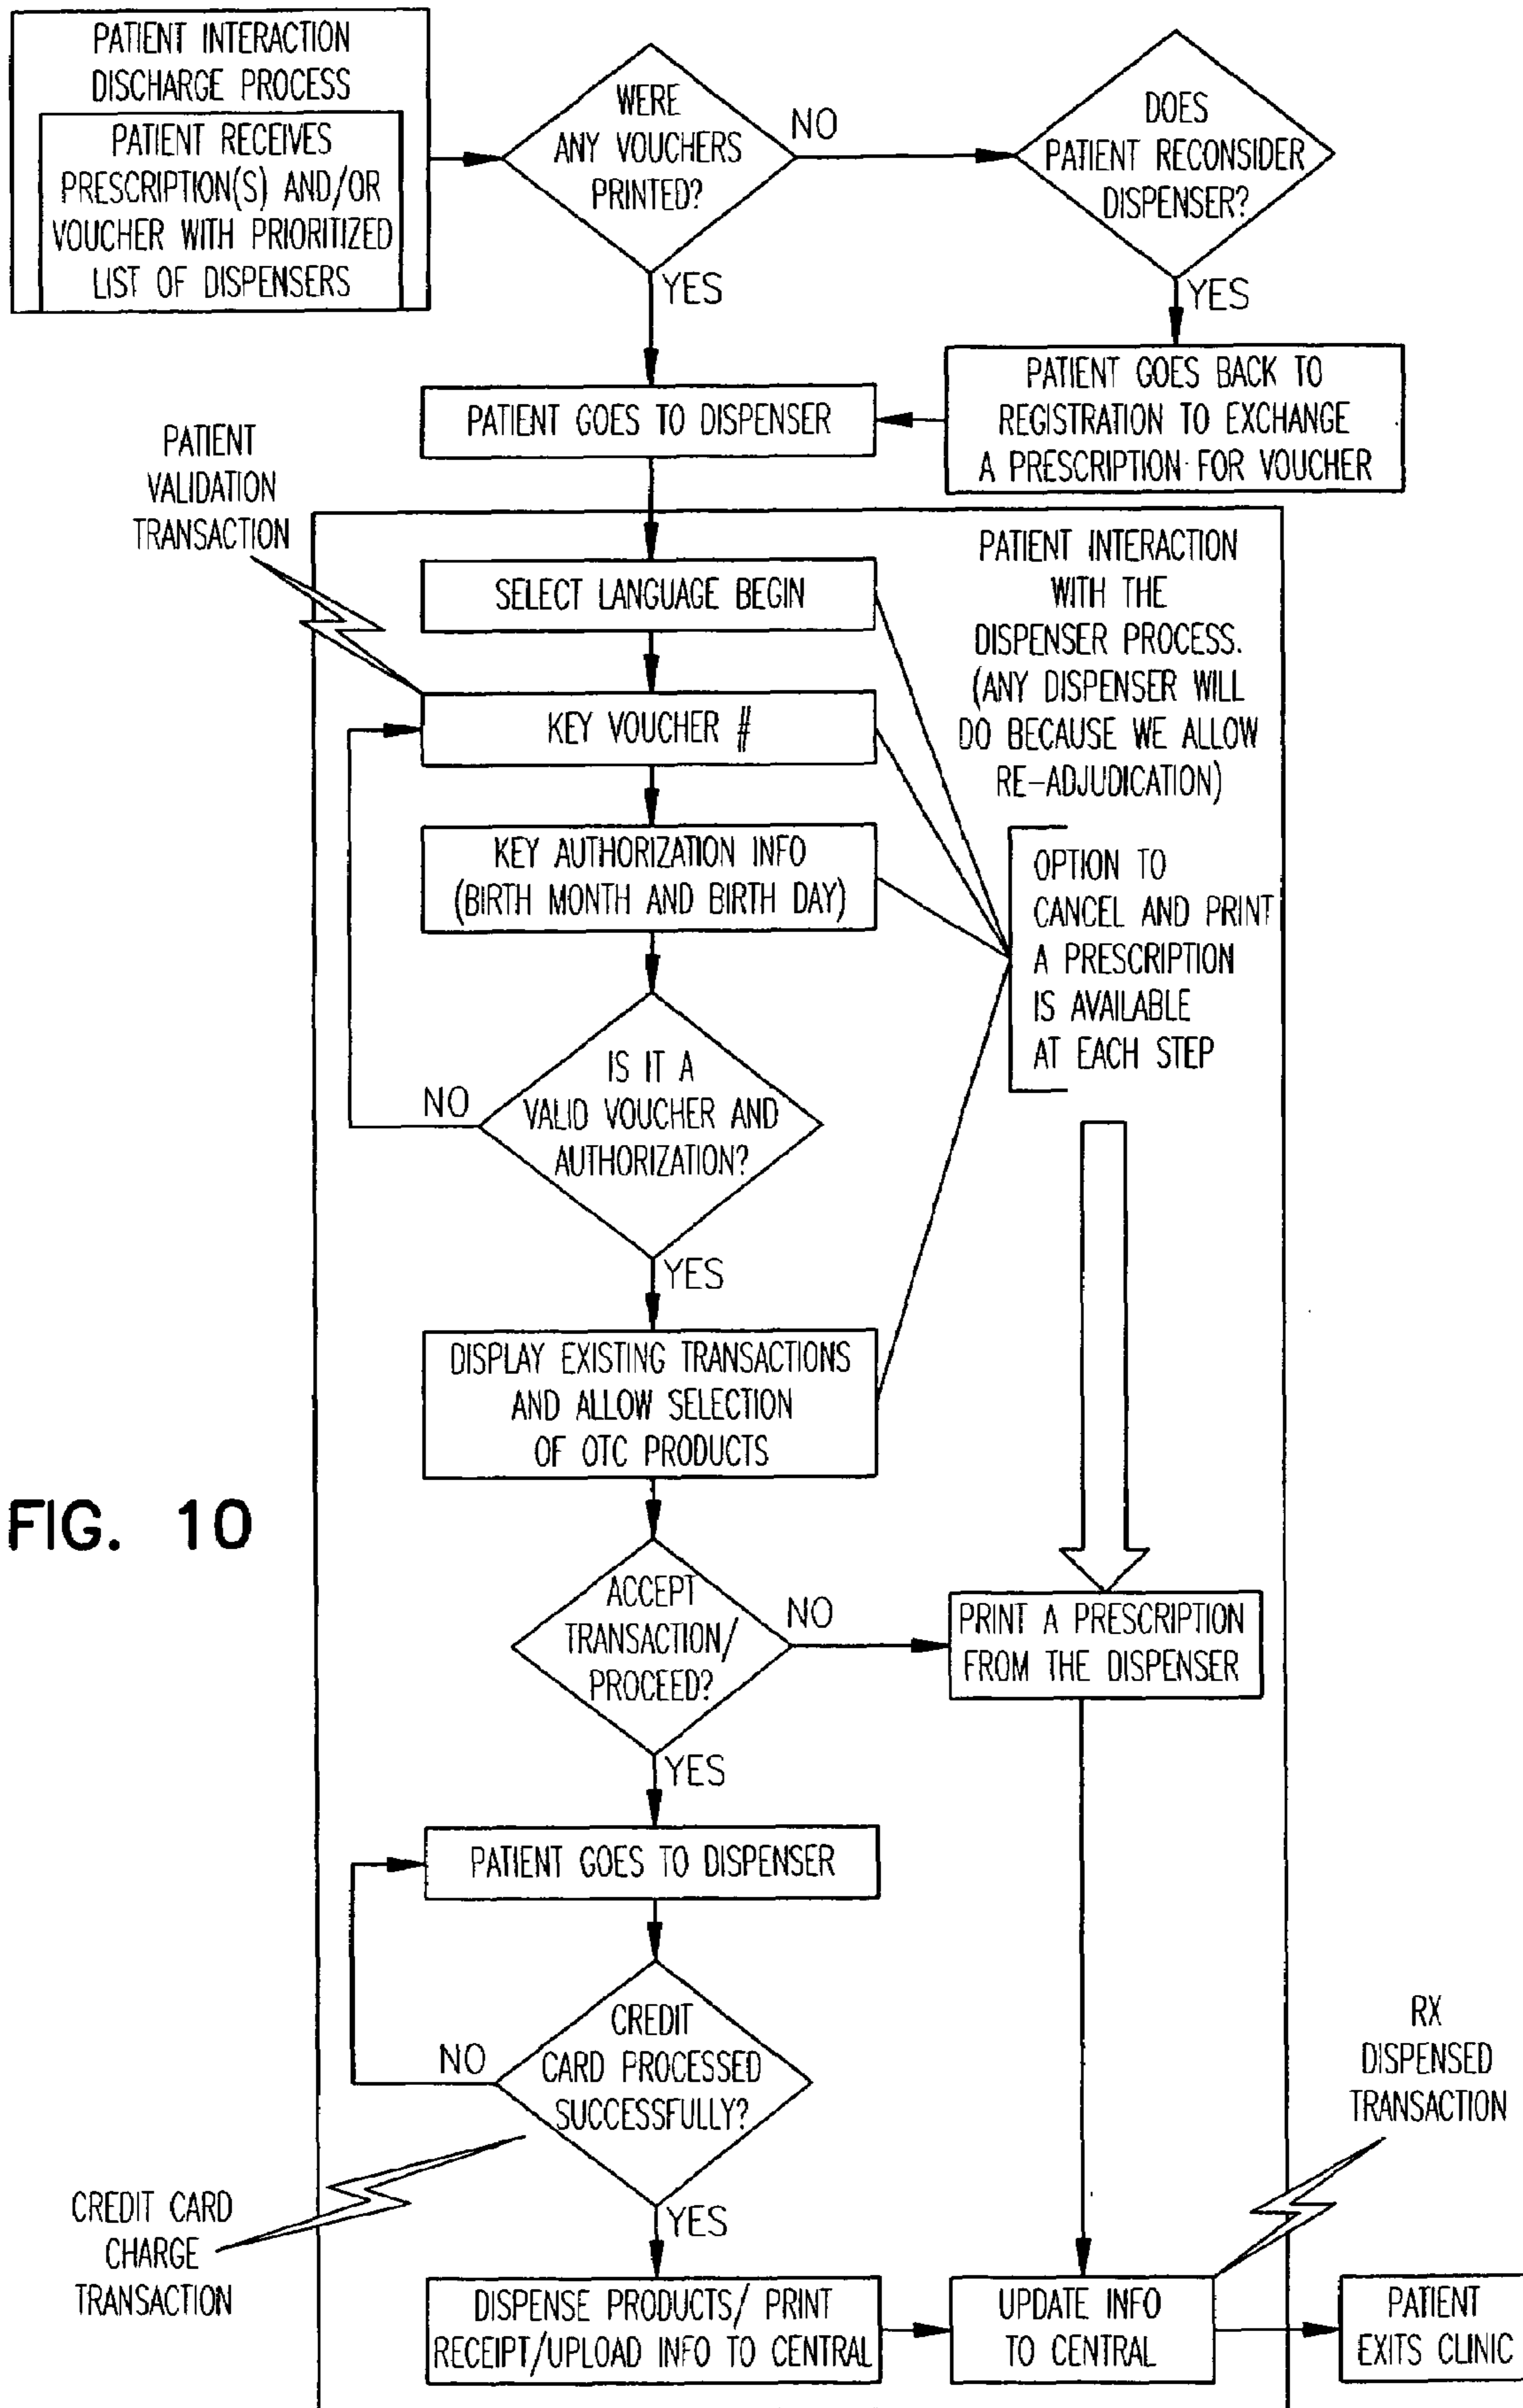 PATIENT INTERACTION
DISCHARGE PROCESS
PATIENT RECEIVES
PRESCRIPTION(S) AND/OR
VOUCHER WITH PRIORITIZED
LIST OF DISPENSERS
WERE
ANY VOUCHERS
PRINTED?
NO
DOES
PATIENT RECONSIDER
DISPENSER?
YES
YES
PATIENT GOES BACK TO
REGISTRATION TO EXCHANGE
A PRESCRIPTION FOR VOUCHER
PATIENT GOES TO DISPENSER
PATIENT
VALIDATION
TRANSACTION
SELECT LANGUAGE BEGIN
PATIENT INTERACTION
WITH THE
DISPENSER PROCESS.
(ANY DISPENSER WILL
DO BECAUSE WE ALLOW
RE-ADJUDICATION)
KEY VOUCHER #
KEY AUTHORIZATION INFO
(BIRTH MONTH AND BIRTH DAY)
OPTION TO
CANCEL AND PRINT
A PRESCRIPTION
IS AVAILABLE
AT EACH STEP
IS IT A
VALID VOUCHER AND
AUTHORIZATION?
NO
YES
DISPLAY EXISTING TRANSACTIONS
AND ALLOW SELECTION
OF OTC PRODUCTS
FIG. 10
ACCEPT
TRANSACTION/
PROCEED?
NO
PRINT A PRESCRIPTION
FROM THE DISPENSER
YES
PATIENT GOES TO DISPENSER
CREDIT
CARD PROCESSED
SUCCESSFULLY?
NO
RX
DISPENSED
TRANSACTION
CREDIT CARD
CHARGE
TRANSACTION
YES
DISPENSE PRODUCTS/ PRINT
RECEIPT/UPLOAD INFO TO CENTRAL
UPDATE INFO
TO CENTRAL
PATIENT
EXITS CLINIC